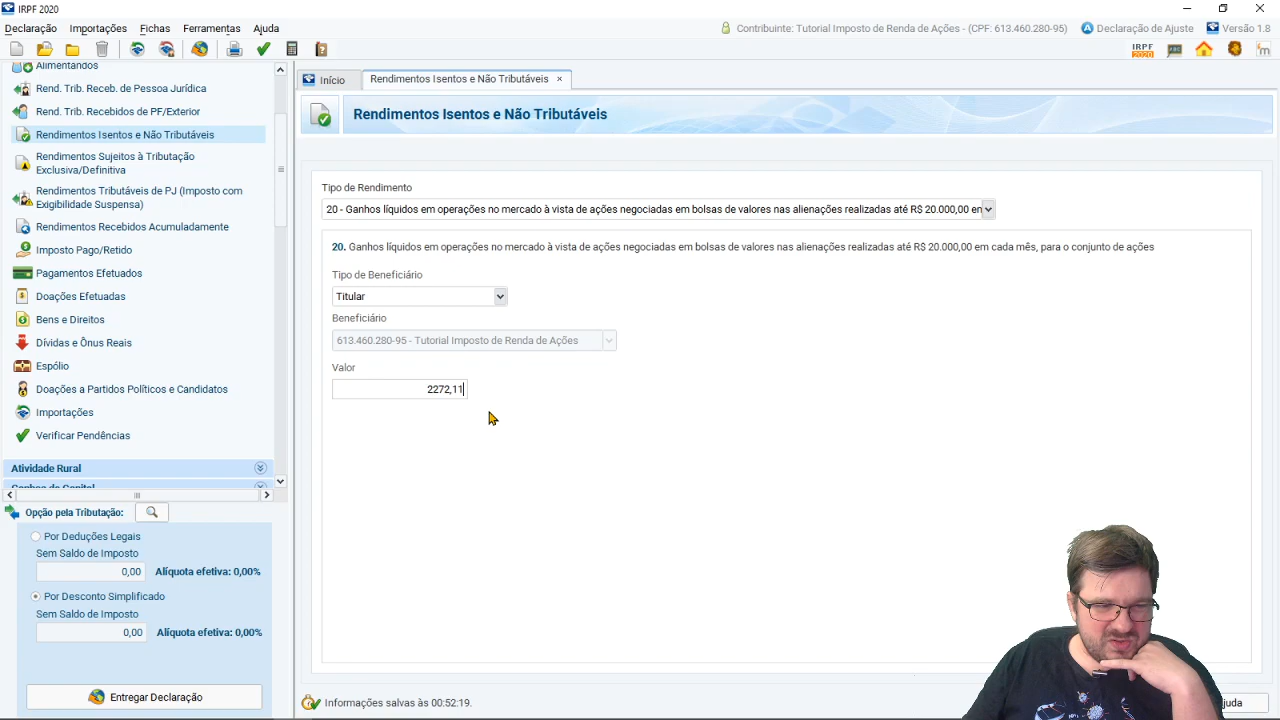 IRPF 2020
Declaração Importações Fichas Ferramentas Ajuda
Contribuinte: Tutorial Imposto de Renda de Ações - (CPF: 613.460.280-95) Declaração de Ajuste Versão 1.8
IRPF
2020
Alimentandos
Rend. Trib. Receb. de Pessoa Jurídica
Rend. Trib. Recebidos de PF/Exterior
Rendimentos Isentos e Não Tributáveis
Rendimentos Sujeitos à Tributação
Exclusiva/Definitiva
Rendimentos Tributáveis de PJ (Imposto com
Exigibilidade Suspensa)
Rendimentos Recebidos Acumuladamente
Imposto Pago/Retido
Pagamentos Efetuados
Doações Efetuadas
Bens e Direitos
Dívidas e Ônus Reais
Espólio
Doações a Partidos Políticos e Candidatos
Importações
Verificar Pendências
Atividade Rural
Ganhos de Capital
Opção pela Tributação:
Por Deduções Legais
Sem Saldo de Imposto
0,00 Alíquota efetiva: 0,00%
Por Desconto Simplificado
Sem Saldo de Imposto
0,00 Alíquota efetiva: 0,00%
Entregar Declaração
Início Rendimentos Isentos e Não Tributáveis ×
Rendimentos Isentos e Não Tributáveis
Tipo de Rendimento
20 - Ganhos líquidos em operações no mercado à vista de ações negociadas em bolsas de valores nas alienações realizadas até R$ 20.000,00 en
20. Ganhos líquidos em operações no mercado à vista de ações negociadas em bolsas de valores nas alienações realizadas até R$ 20.000,00 em cada mês, para o conjunto de ações
Tipo de Beneficiário
Titular
Beneficiário
613.460.280-95 - Tutorial Imposto de Renda de Ações
Valor
2272,11
Informações salvas às 00:52:19.
juda